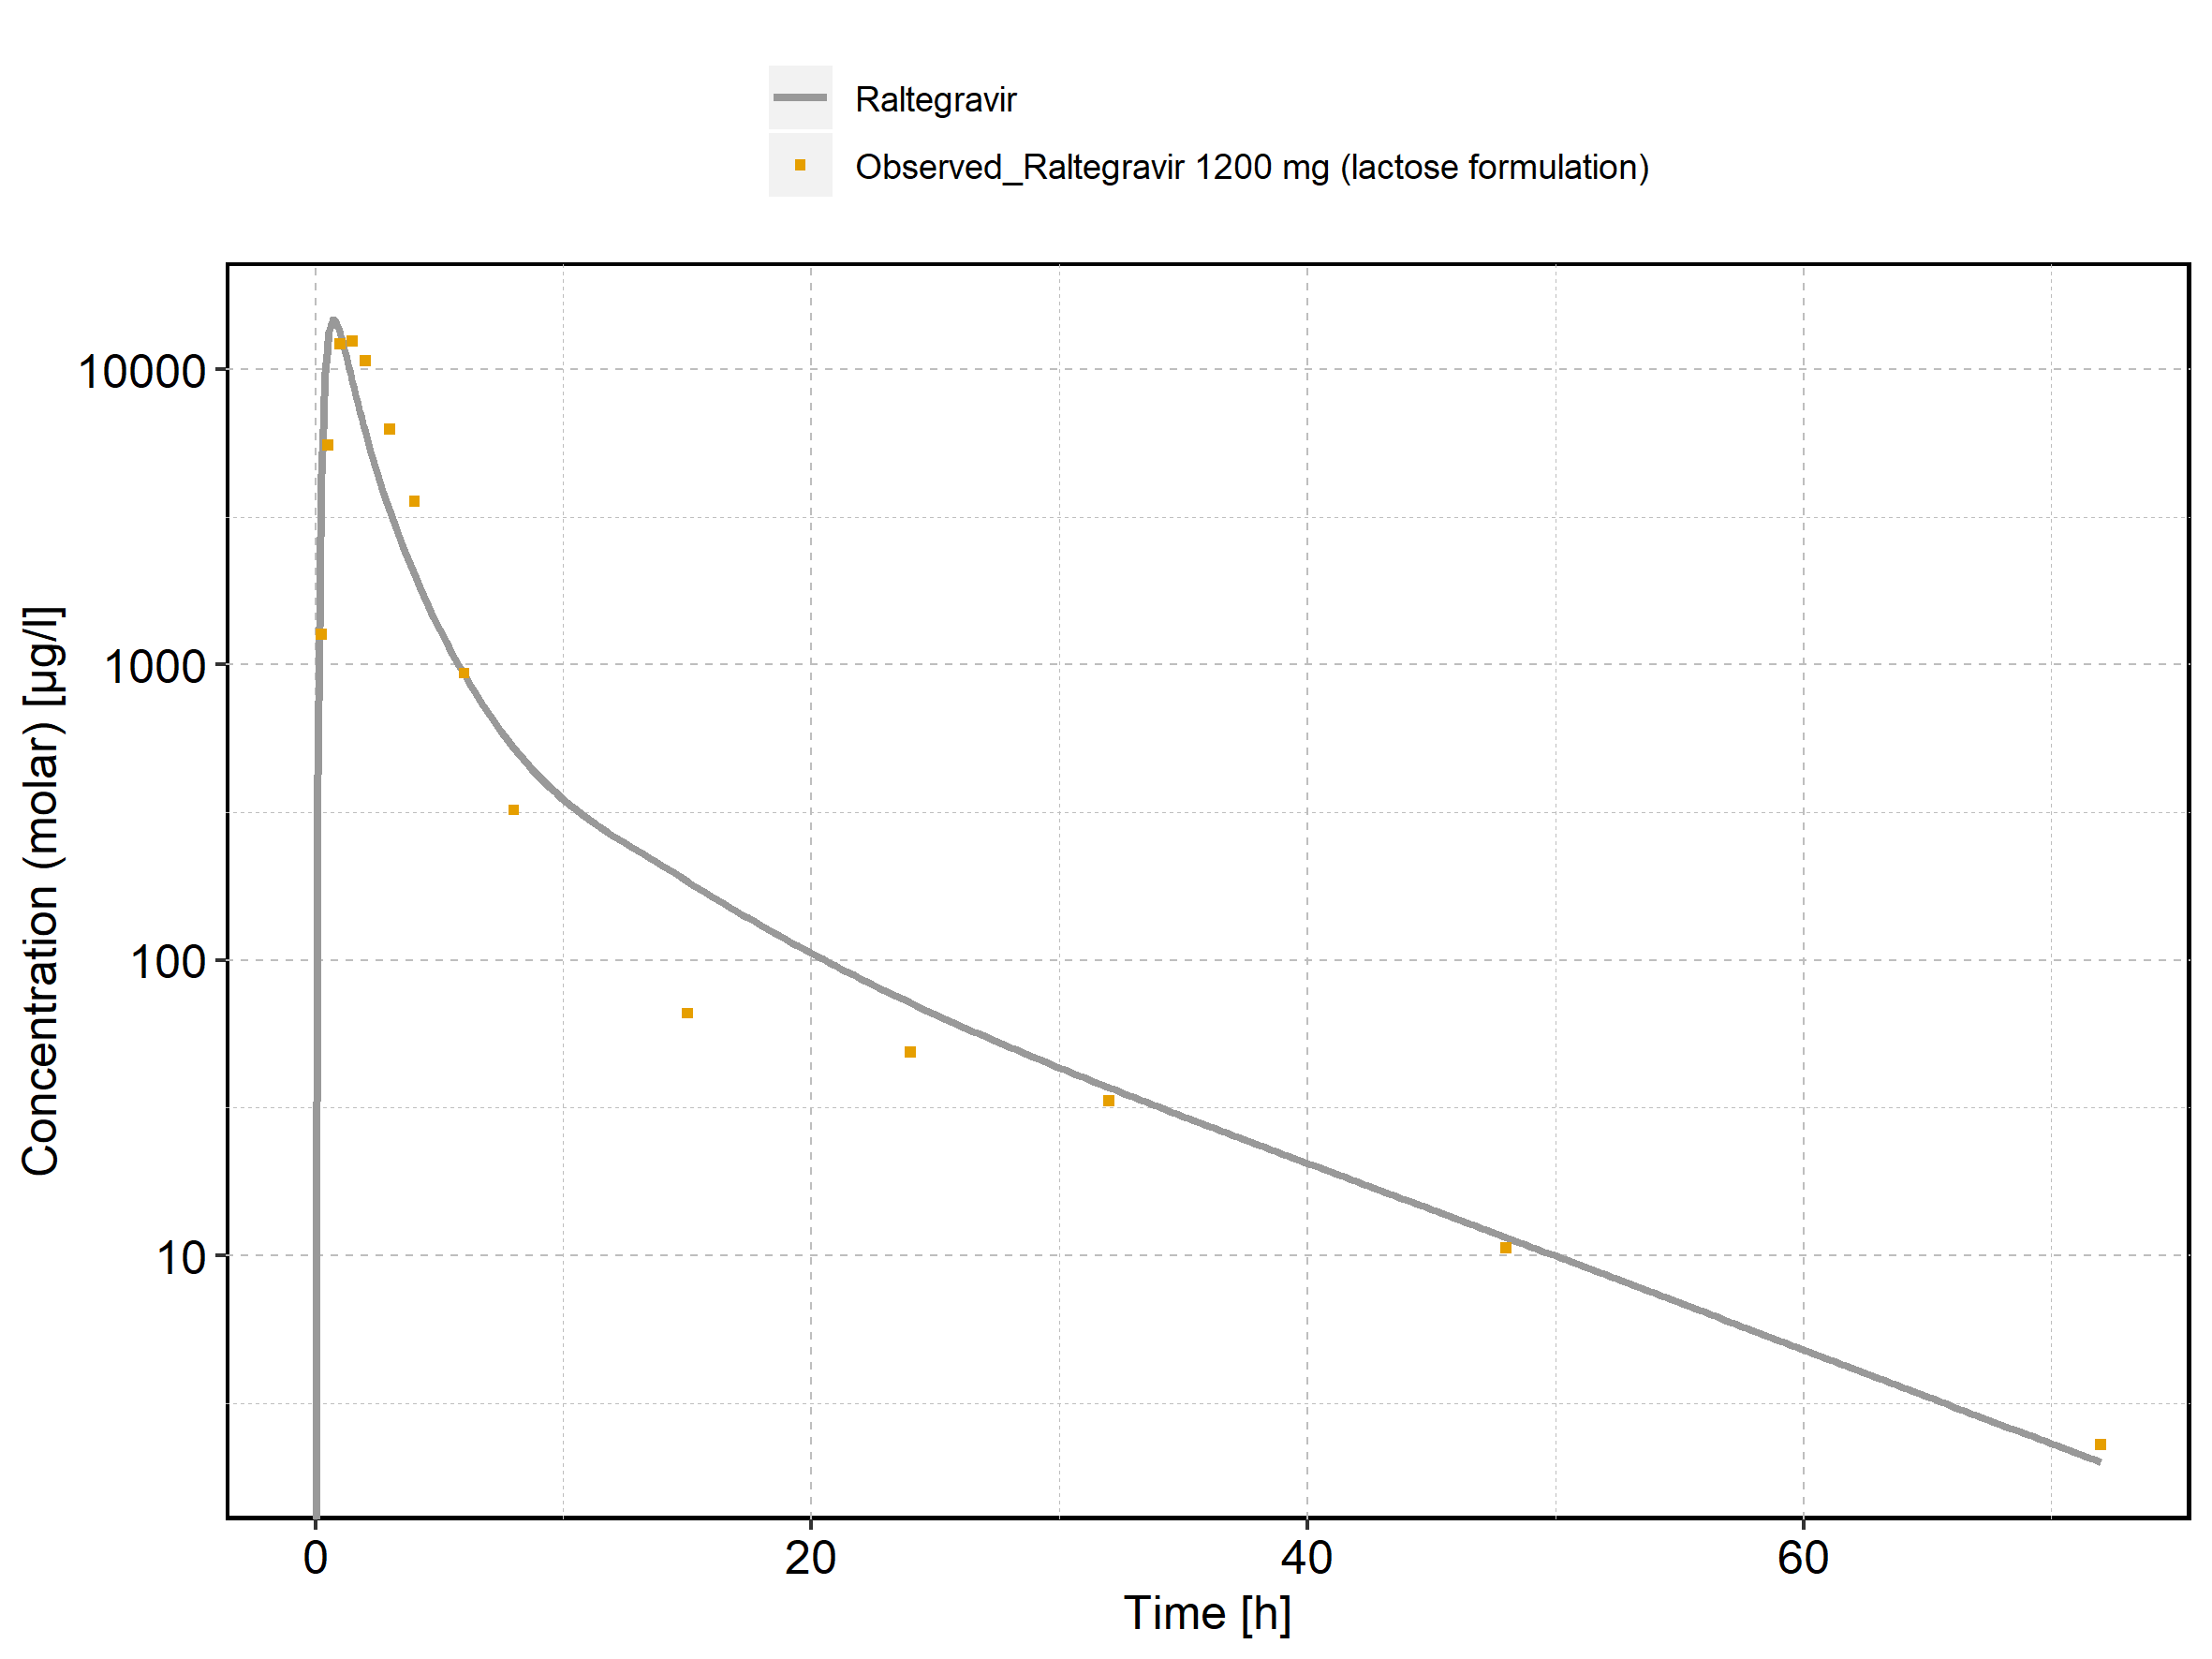 Raltegravir
Observed_Raltegravir 1200 mg (lactose formulation)
Concentration (molar) [µg/l]
10000
1000
100
10
0 20 40 60
Time [h]